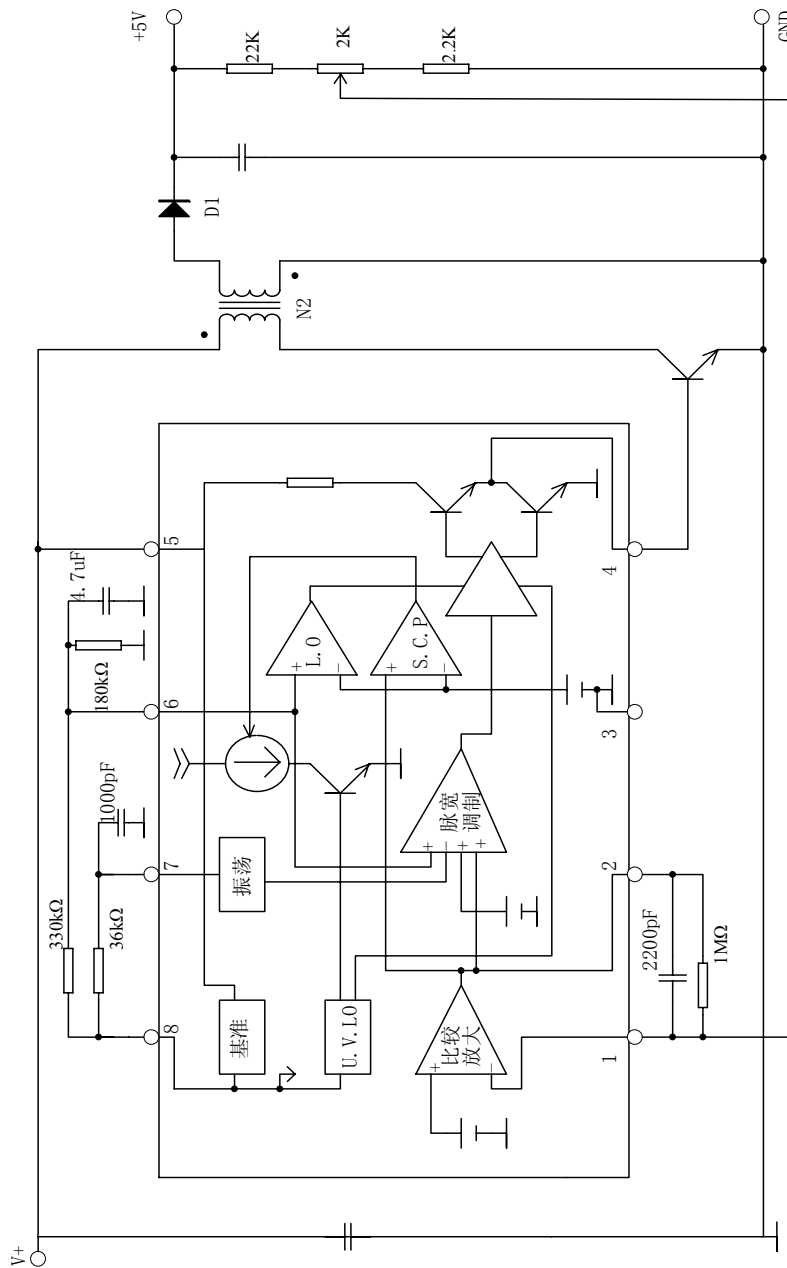 V+
330kΩ
36kΩ
1000pF
180kΩ
4.7uF
8
7
6
5
基准
振荡
U.V.LO
L.O
+
-
S.C.P
+
-
脉宽
调制
+
-
+
+
比较
放大
+
-
1
2
3
4
2200pF
1MΩ
N2
D1
+5V
22K
2K
2.2K
GND